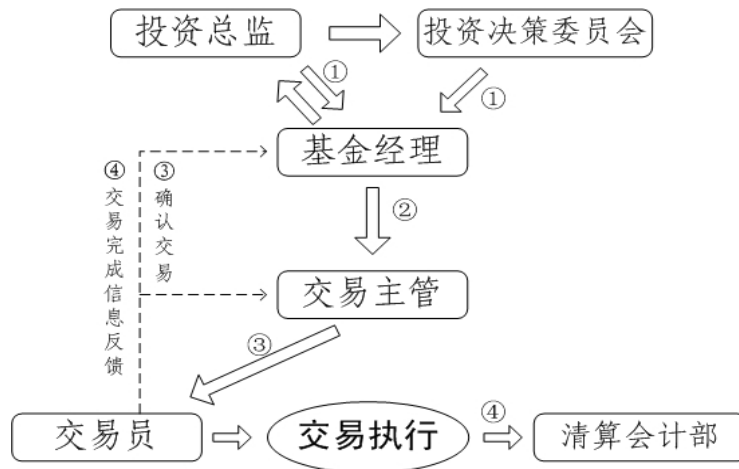 投资总监
投资决策委员会
①
①
基金经理
④交易完成信息反馈
③确认交易
②
交易主管
③
交易员
交易执行
④
清算会计部